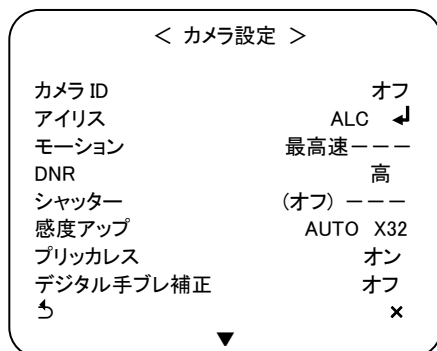 ＜ カメラ設定 ＞
カメラ ID オフ
アイリス ALC ↲
モーション 最高速－－－
DNR 高
シャッター (オフ) －－－
感度アップ AUTO X32
プリッカレス オン
デジタル手ブレ補正 オフ
⮌ ×
▼